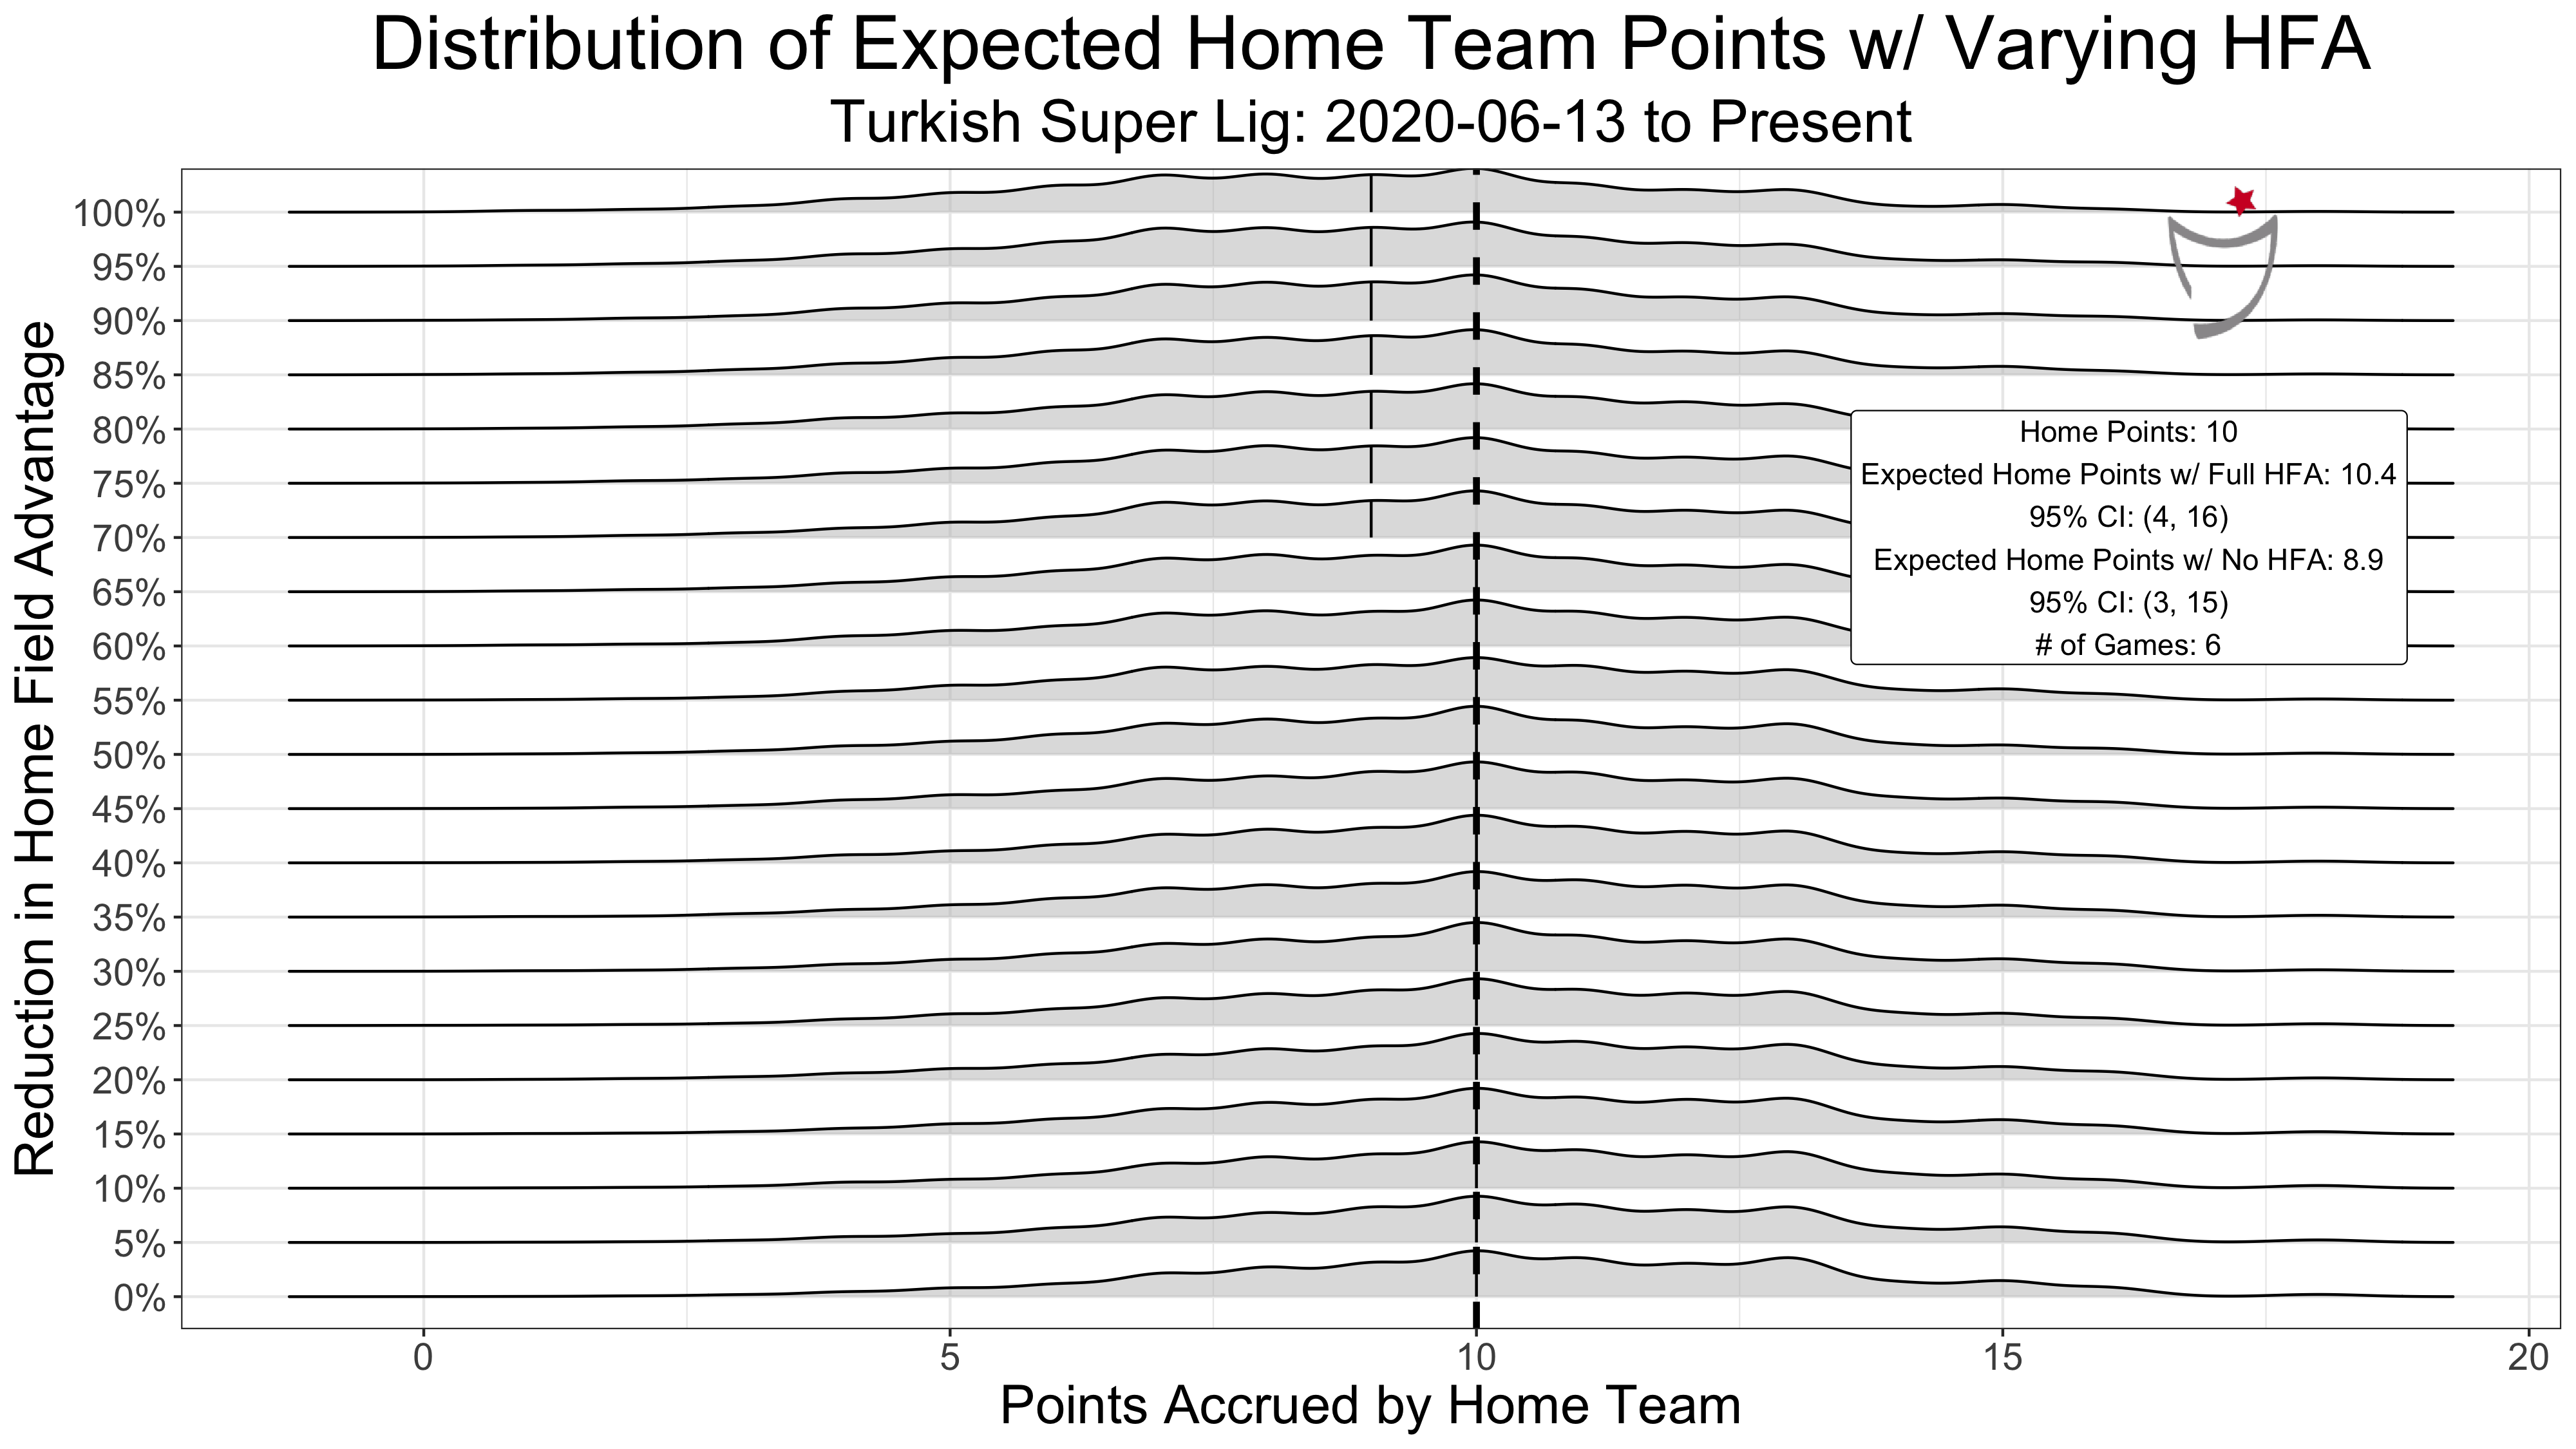 Distribution of Expected Home Team Points w/ Varying HFA
Turkish Super Lig: 2020-06-13 to Present
Reduction in Home Field Advantage
100%
95%
90%
85%
80%
75%
70%
65%
60%
55%
50%
45%
40%
35%
30%
25%
20%
15%
10%
5%
0%
Home Points: 10
Expected Home Points w/ Full HFA: 10.4
95% CI: (4, 16)
Expected Home Points w/ No HFA: 8.9
95% CI: (3, 15)
# of Games: 6
0 5 10 15 20
Points Accrued by Home Team